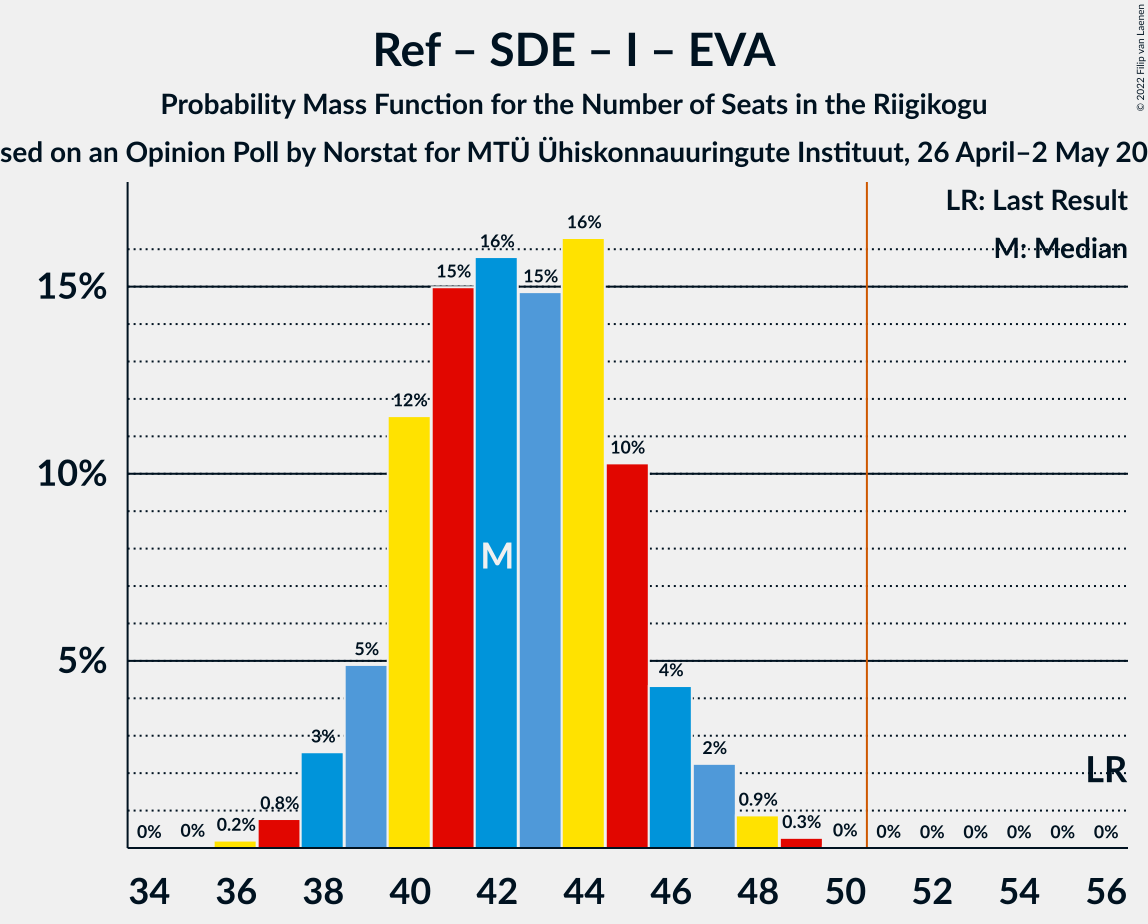 Ref – SDE – I – EVA
Probability Mass Function for the Number of Seats in the Riigikogu
sed on an Opinion Poll by Norstat for MTÜ Ühiskonnauuringute Instituut, 26 April–2 May 20
© 2022 Filip van Laenen
LR: Last Result
M: Median
15%
10%
5%
0%
0%
0.2%
0.8%
3%
5%
12%
15%
16%
15%
16%
10%
4%
2%
0.9%
0.3%
0%
0%
0%
0%
0%
0%
0%
M
LR
34 36 38 40 42 44 46 48 50 52 54 56